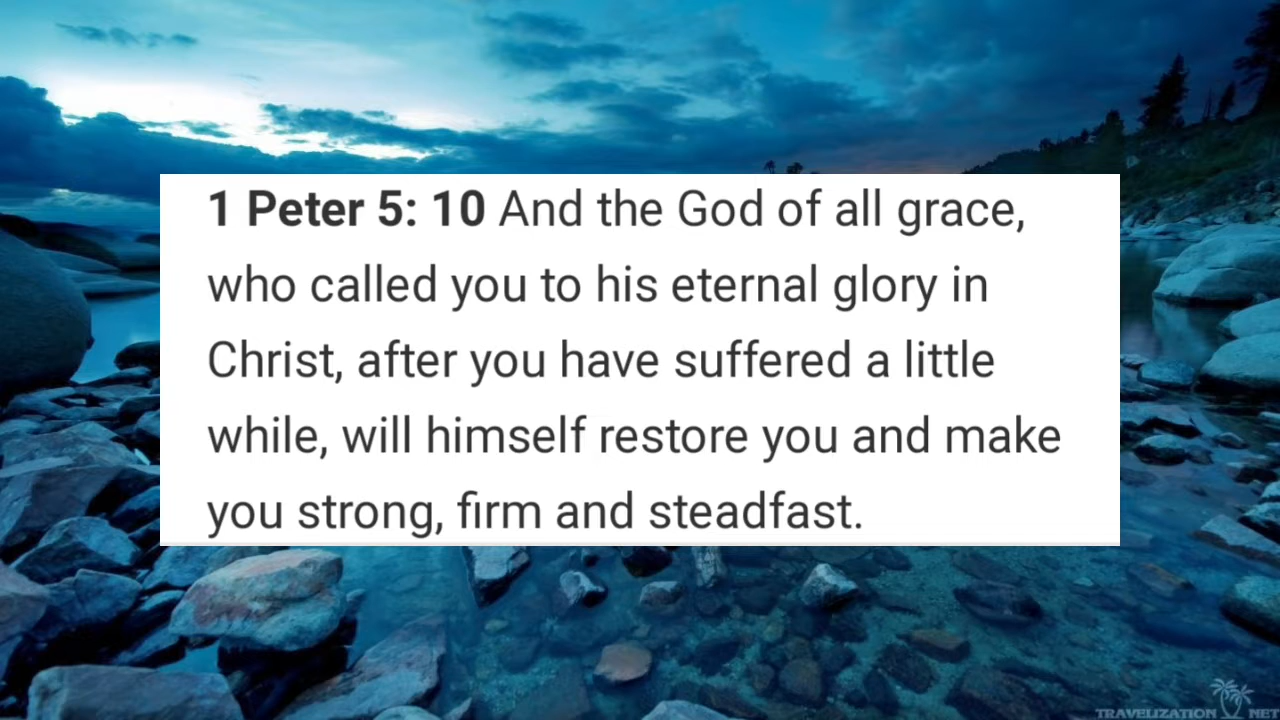 1 Peter 5: 10 And the God of all grace,
who called you to his eternal glory in
Christ, after you have suffered a little
while, will himself restore you and make
you strong, firm and steadfast.
TRAVELIZATION NET